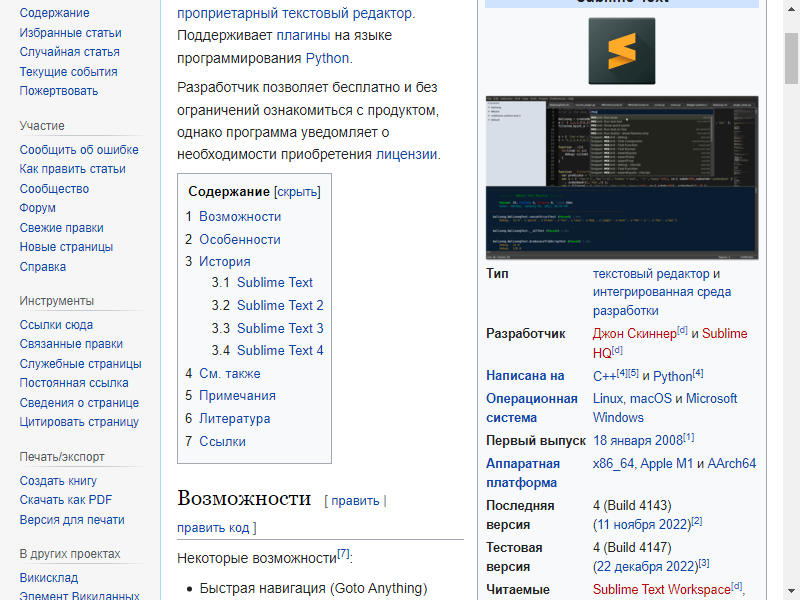 Содержание
Избранные статьи
Случайная статья
Текущие события
Пожертвовать
Участие
Сообщить об ошибке
Как править статьи
Сообщество
Форум
Свежие правки
Новые страницы
Справка
Инструменты
Ссылки сюда
Связанные правки
Служебные страницы
Постоянная ссылка
Сведения о странице
Цитировать страницу
Печать/экспорт
Создать книгу
Скачать как PDF
Версия для печати
В других проектах
Викисклад
Элемент Викиданных
проприетарный текстовый редактор.
Поддерживает плагины на языке
программирования Python.
Разработчик позволяет бесплатно и без
ограничений ознакомиться с продуктом,
однако программа уведомляет о
необходимости приобретения лицензии.
Содержание [скрыть]
1 Возможности
2 Особенности
3 История
3.1 Sublime Text
3.2 Sublime Text 2
3.3 Sublime Text 3
3.4 Sublime Text 4
4 См. также
5 Примечания
6 Литература
7 Ссылки
Возможности [ править |
править код ]
Некоторые возможности[7]:
• Быстрая навигация (Goto Anything)
Sublime Text
Тип текстовый редактор и
интегрированная среда
разработки
Разработчик Джон Скиннер[d] и Sublime
HQ[d]
Написана на C++[4][5] и Python[4]
Операционная Linux, macOS и Microsoft
система Windows
Первый выпуск 18 января 2008[1]
Аппаратная x86_64, Apple M1 и AArch64
платформа
Последняя 4 (Build 4143)
версия (11 ноября 2022)[2]
Тестовая 4 (Build 4147)
версия (22 декабря 2022)[3]
Читаемые Sublime Text Workspace[d],